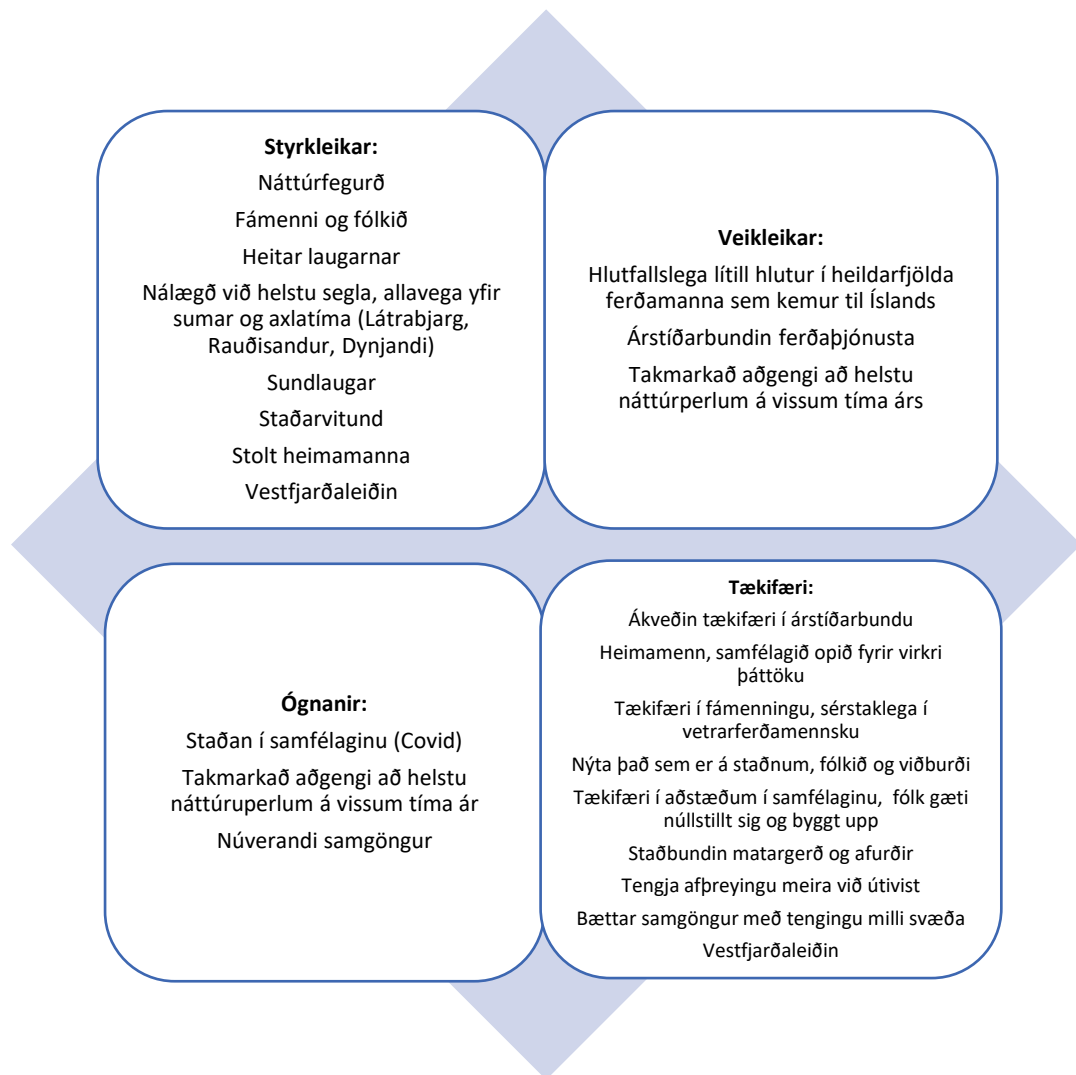 Styrkleikar:
Náttúrfegurð
Fámenni og fólkið
Heitar laugarnar
Nálægð við helstu segla, allavega yfir
sumar og axlatíma (Látrabjarg,
Rauðisandur, Dynjandi)
Sundlaugar
Staðarvitund
Stolt heimamanna
Vestfjarðaleiðin
Veikleikar:
Hlutfallslega lítill hlutur í heildarfjölda
ferðamanna sem kemur til Íslands
Árstíðarbundin ferðaþjónusta
Takmarkað aðgengi að helstu
náttúrperlum á vissum tíma árs
Ógnanir:
Staðan í samfélaginu (Covid)
Takmarkað aðgengi að helstu
náttúruperlum á vissum tíma ár
Núverandi samgöngur
Tækifæri:
Ákveðin tækifæri í árstíðarbundu
Heimamenn, samfélagið opið fyrir virkri
þáttöku
Tækifæri í fámenningu, sérstaklega í
vetrarferðamennsku
Nýta það sem er á staðnum, fólkið og viðburði
Tækifæri í aðstæðum í samfélaginu, fólk gæti
núllstillt sig og byggt upp
Staðbundin matargerð og afurðir
Tengja afþreyingu meira við útivist
Bættar samgöngur með tengingu milli svæða
Vestfjarðaleiðin